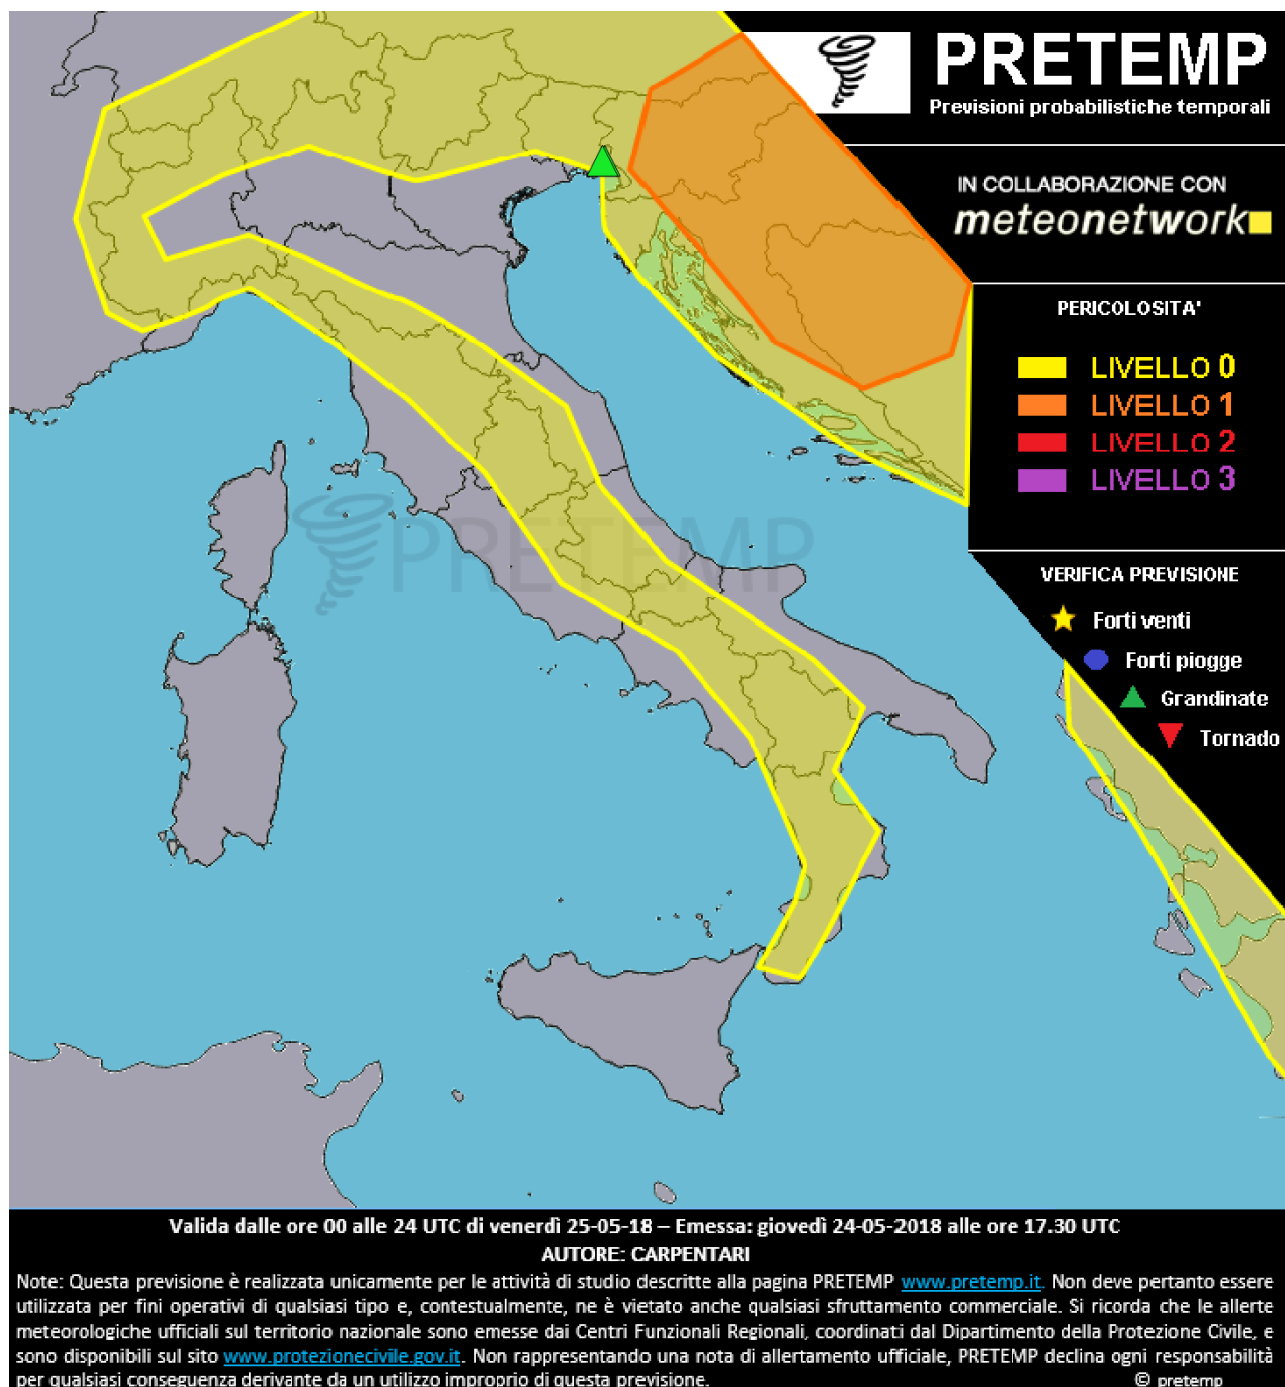 PRETEMP
Previsioni probabilistiche temporali
IN COLLABORAZIONE CON
meteonetwork
PERICOLOSITA'
LIVELLO 0
LIVELLO 1
LIVELLO 2
LIVELLO 3
PRETEMP
VERIFICA PREVISIONE
Forti venti
Forti piogge
Grandinate
Tornado
Valida dalle ore 00 alle 24 UTC di venerdì 25-05-18 – Emessa: giovedì 24-05-2018 alle ore 17.30 UTC
AUTORE: CARPENTARI
Note: Questa previsione è realizzata unicamente per le attività di studio descritte alla pagina PRETEMP www.pretemp.it. Non deve pertanto essere
utilizzata per fini operativi di qualsiasi tipo e, contestualmente, ne è vietato anche qualsiasi sfruttamento commerciale. Si ricorda che le allerte
meteorologiche ufficiali sul territorio nazionale sono emesse dai Centri Funzionali Regionali, coordinati dal Dipartimento della Protezione Civile, e
sono disponibili sul sito www.protezionecivile.gov.it. Non rappresentando una nota di allertamento ufficiale, PRETEMP declina ogni responsabilità
per qualsiasi conseguenza derivante da un utilizzo improprio di questa previsione. © pretemp